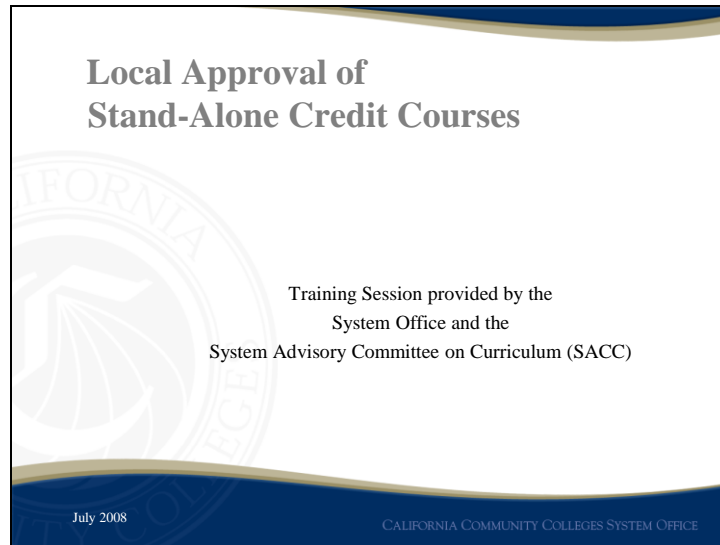 Local Approval of
Stand-Alone Credit Courses
Training Session provided by the
System Office and the
System Advisory Committee on Curriculum (SACC)
July 2008
CALIFORNIA COMMUNITY COLLEGES SYSTEM OFFICE